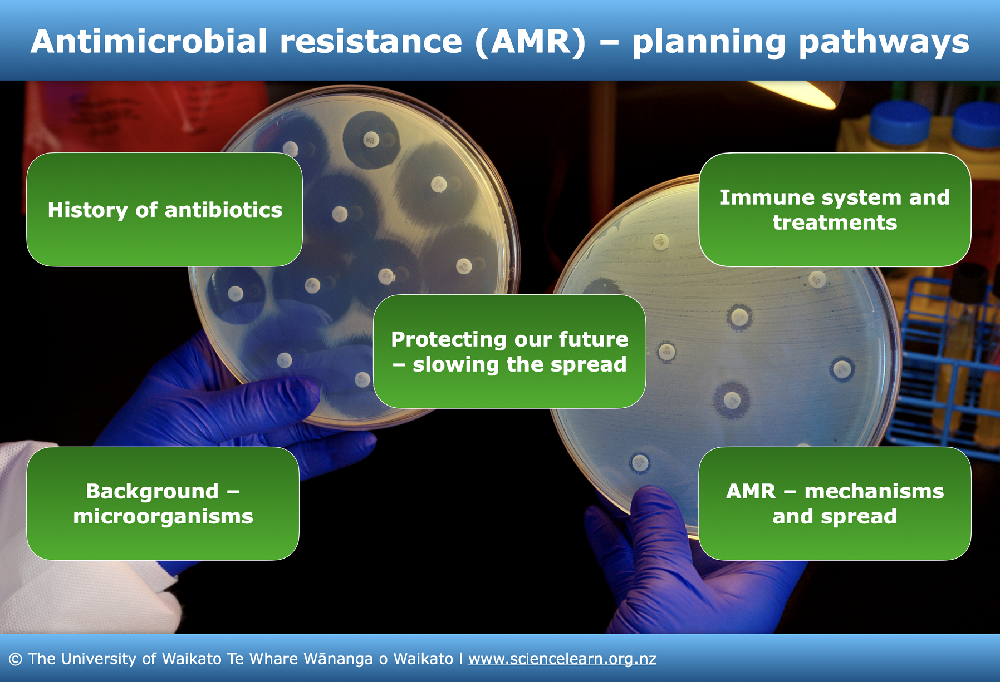 Antimicrobial resistance (AMR) – planning pathways
History of antibiotics
Immune system and
treatments
Protecting our future
– slowing the spread
Background –
microorganisms
AMR – mechanisms
and spread
© The University of Waikato Te Whare Wānanga o Waikato l www.sciencelearn.org.nz